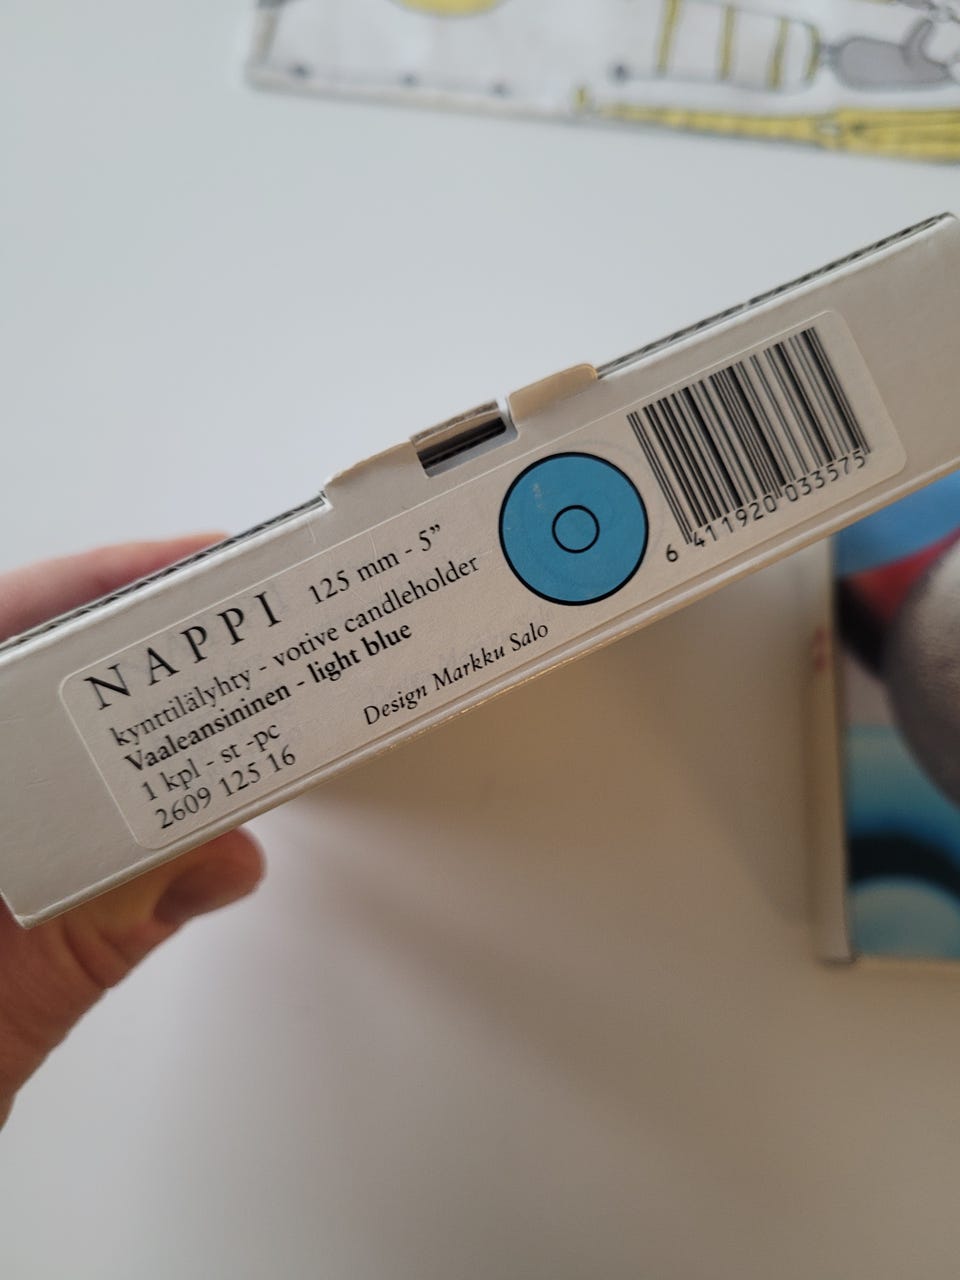 NAPPI 125 mm - 5”
kynttilälyhty - votive candleholder
Vaaleansininen - light blue
1 kpl - st -pc
2609 125 16
Design Markku Salo
6 411920 033575